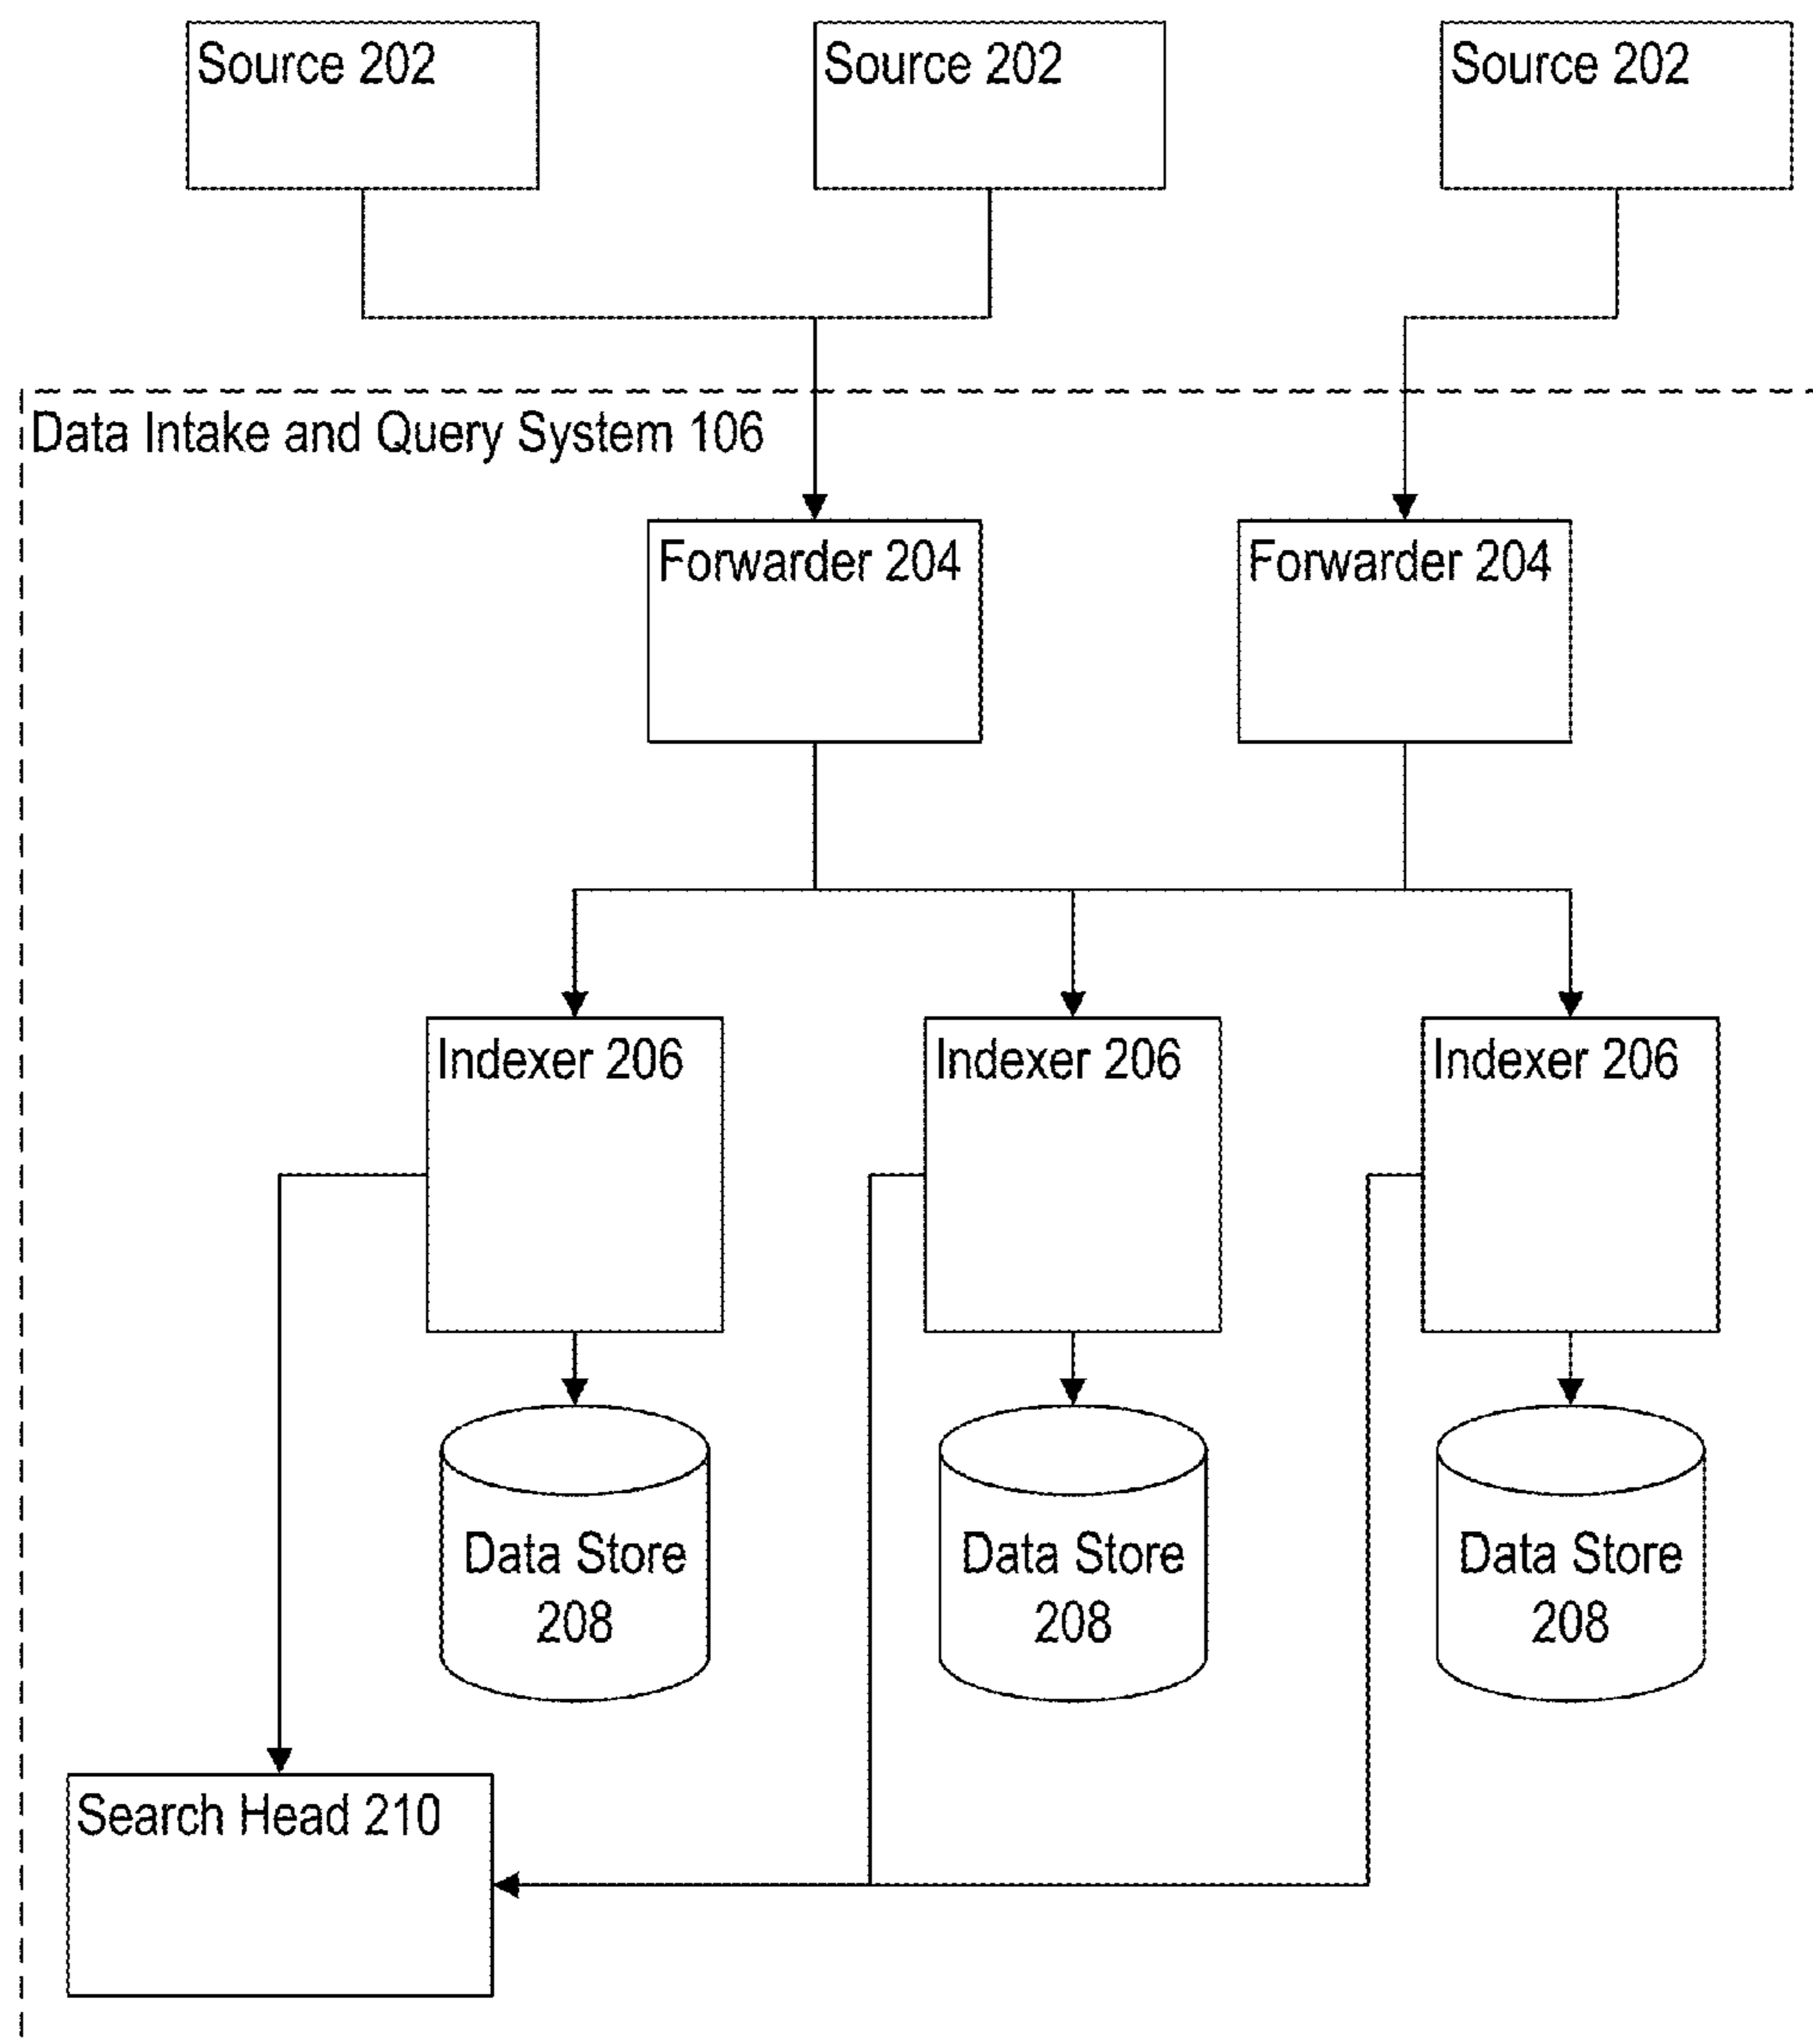 Source 202
Source 202
Source 202
Data Intake and Query System 106
Forwarder 204
Forwarder 204
Indexer 206
Indexer 206
Indexer 206
Data Store
208
Data Store
208
Data Store
208
Search Head 210